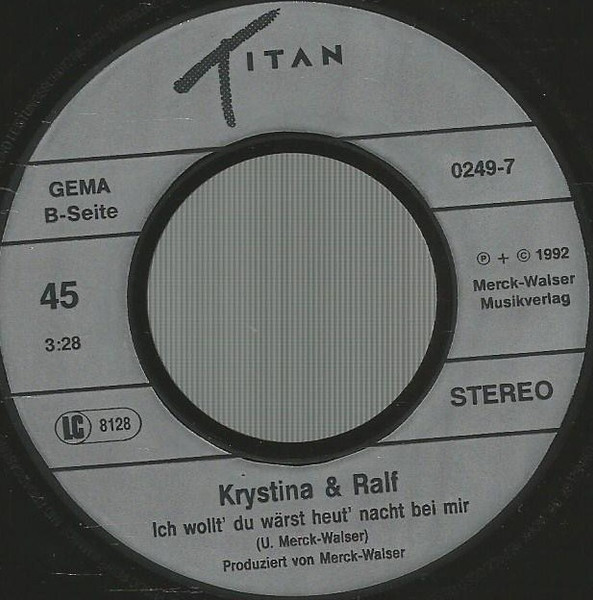 TITAN
GEMA
B-Seite
0249-7
45
3:28
℗ + © 1992
Merck-Walser
Musikverlag
LC 8128
STEREO
Krystina & Ralf
Ich wollt' du wärst heut' nacht bei mir
(U. Merck-Walser)
Produziert von Merck-Walser